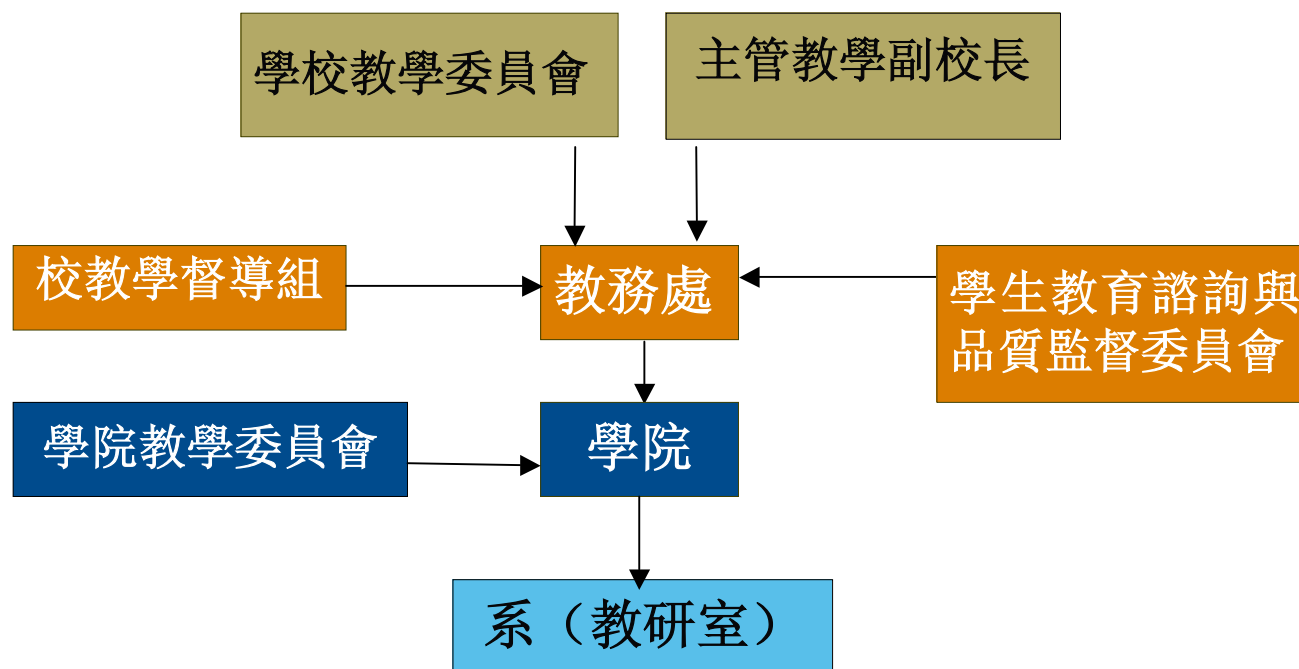 學校教學委員會
主管教學副校長
校教學督導組
教務處
學生教育諮詢與
品質監督委員會
學院教學委員會
學院
系（教研室）